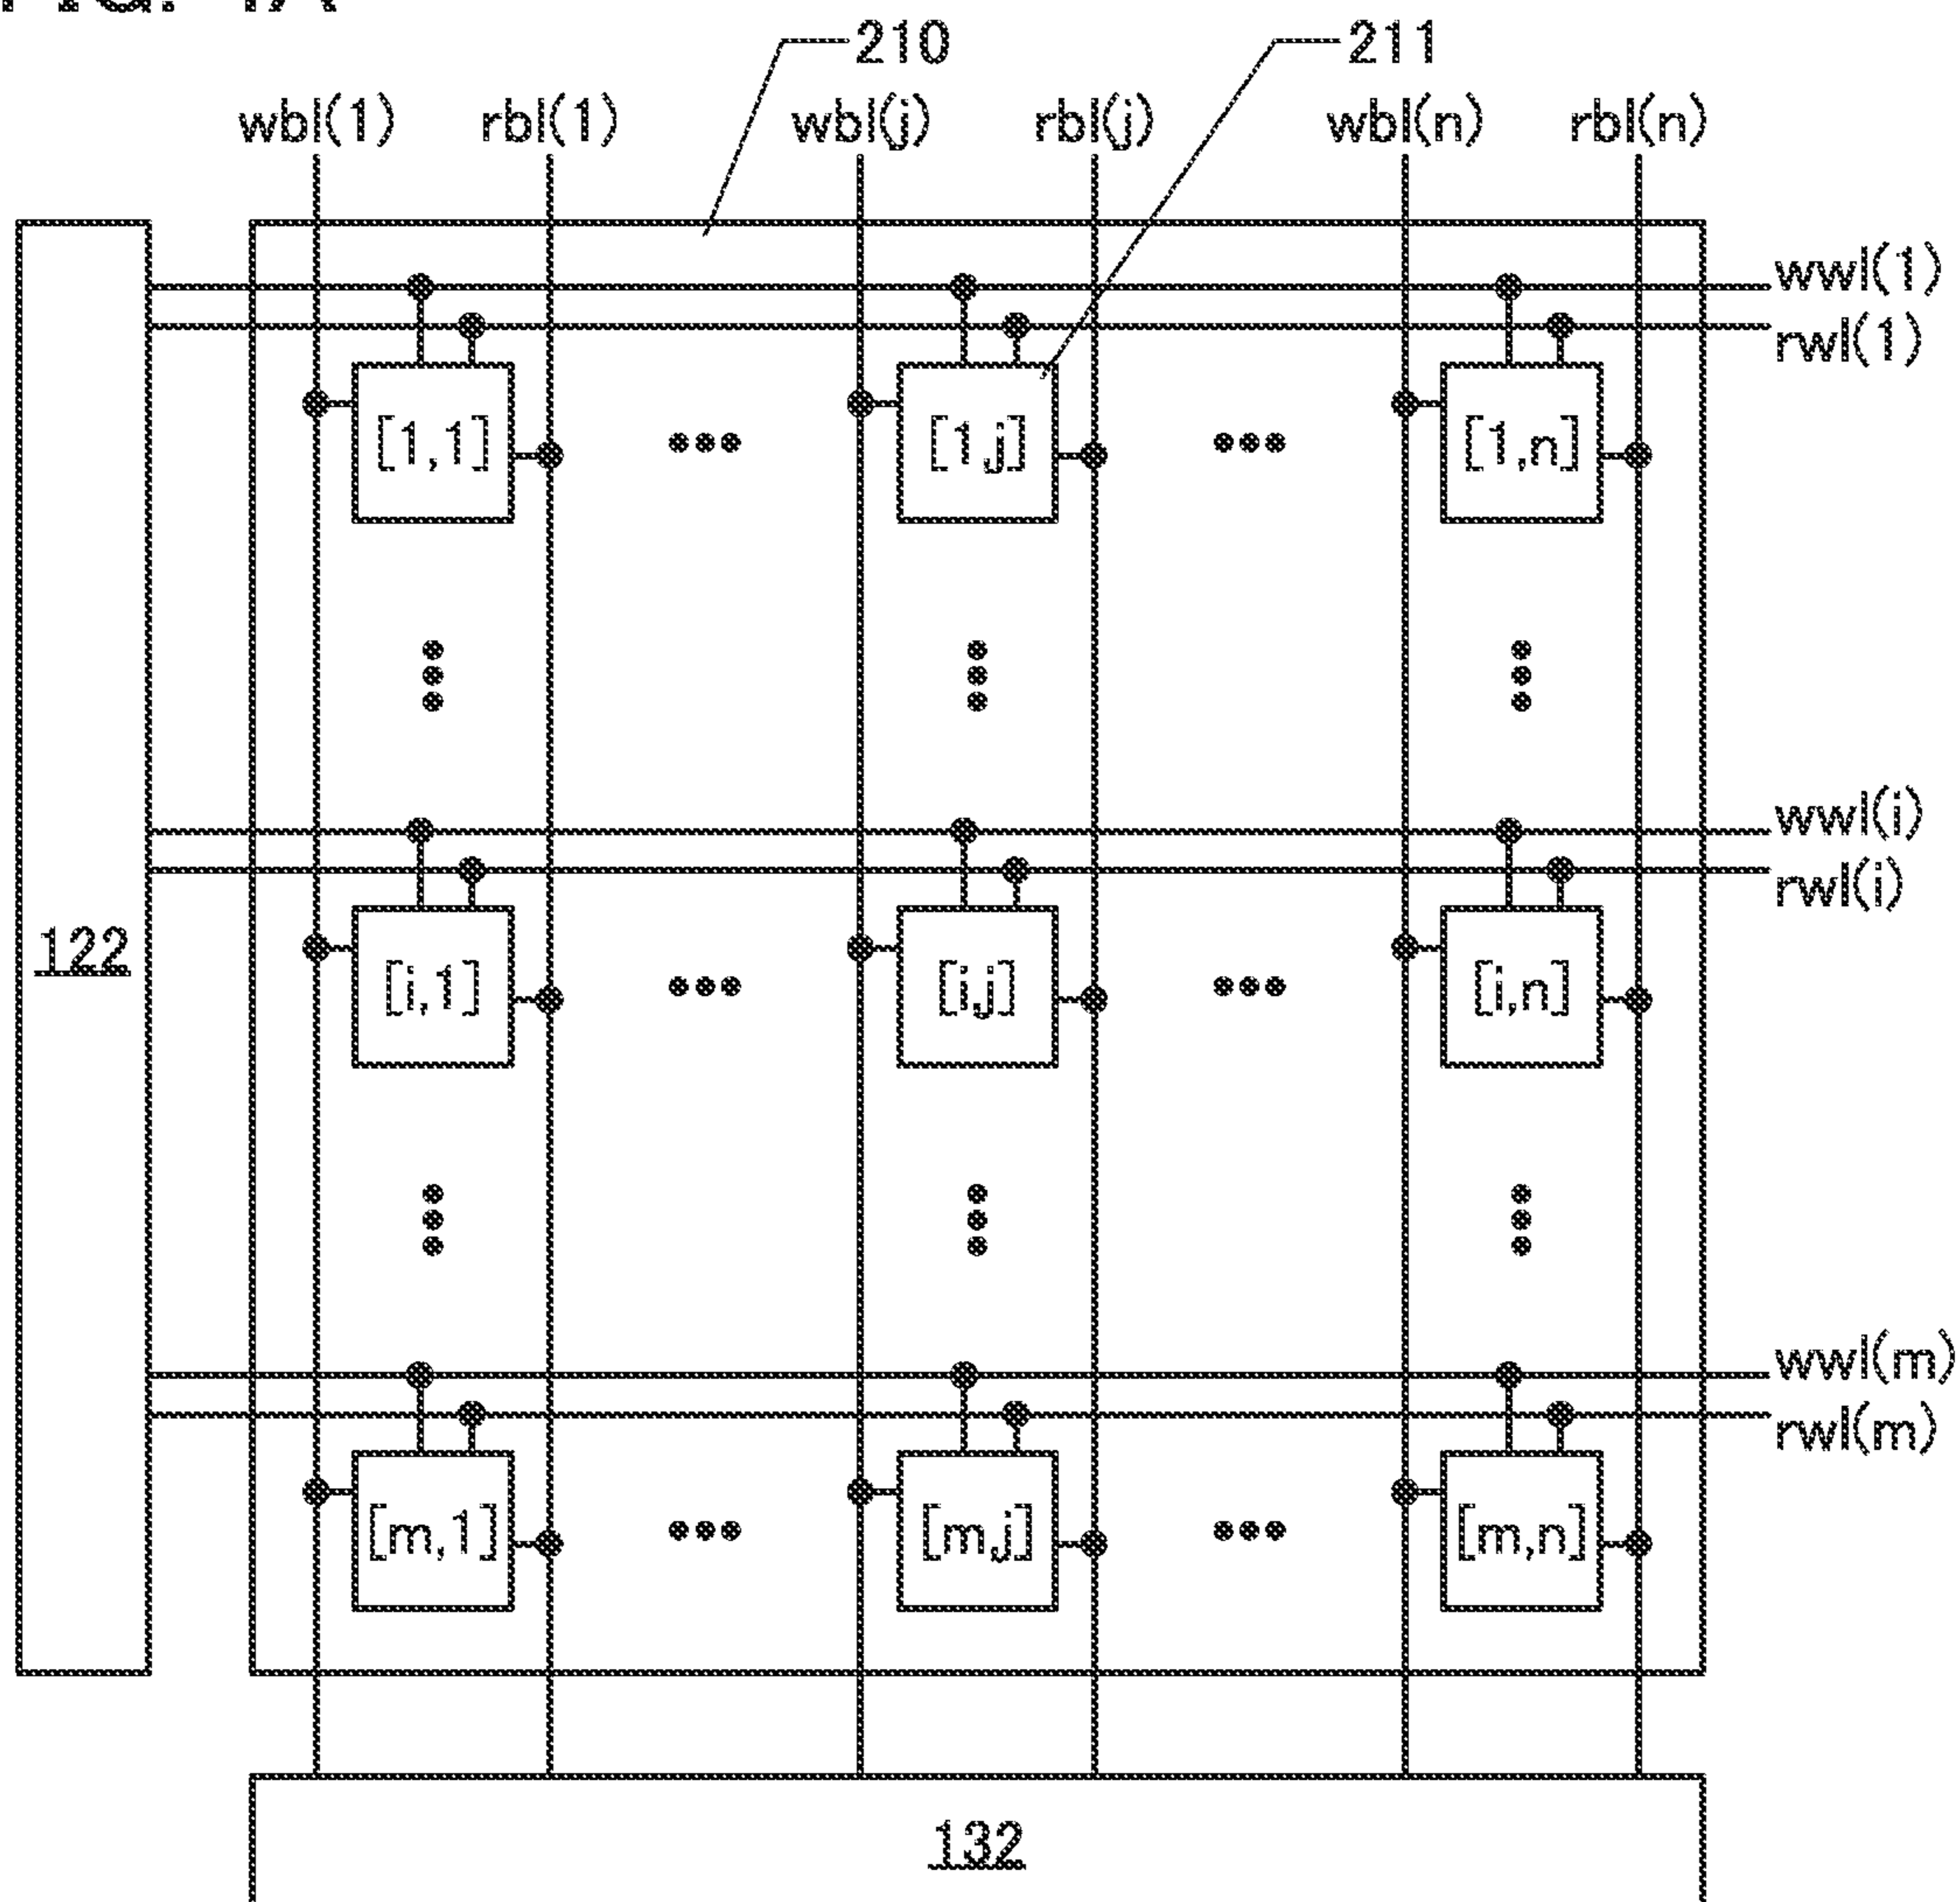 210 211
wbl(1) rbl(1) wbl(j) rbl(j) wbl(n) rbl(n)
wwl(1)
rwl(1)
[1,1] [1,j] [1,n]
wwl(i)
rwl(i)
122
[i,1] [i,j] [i,n]
wwl(m)
rwl(m)
[m,1] [m,j] [m,n]
132